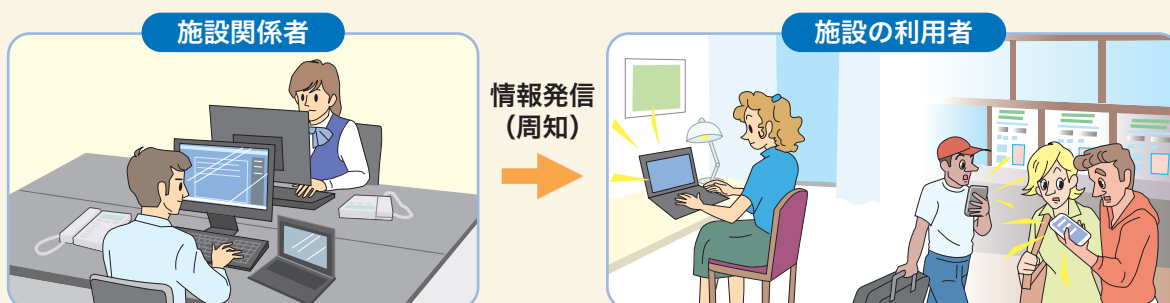 施設関係者
情報発信
（周知）
施設の利用者